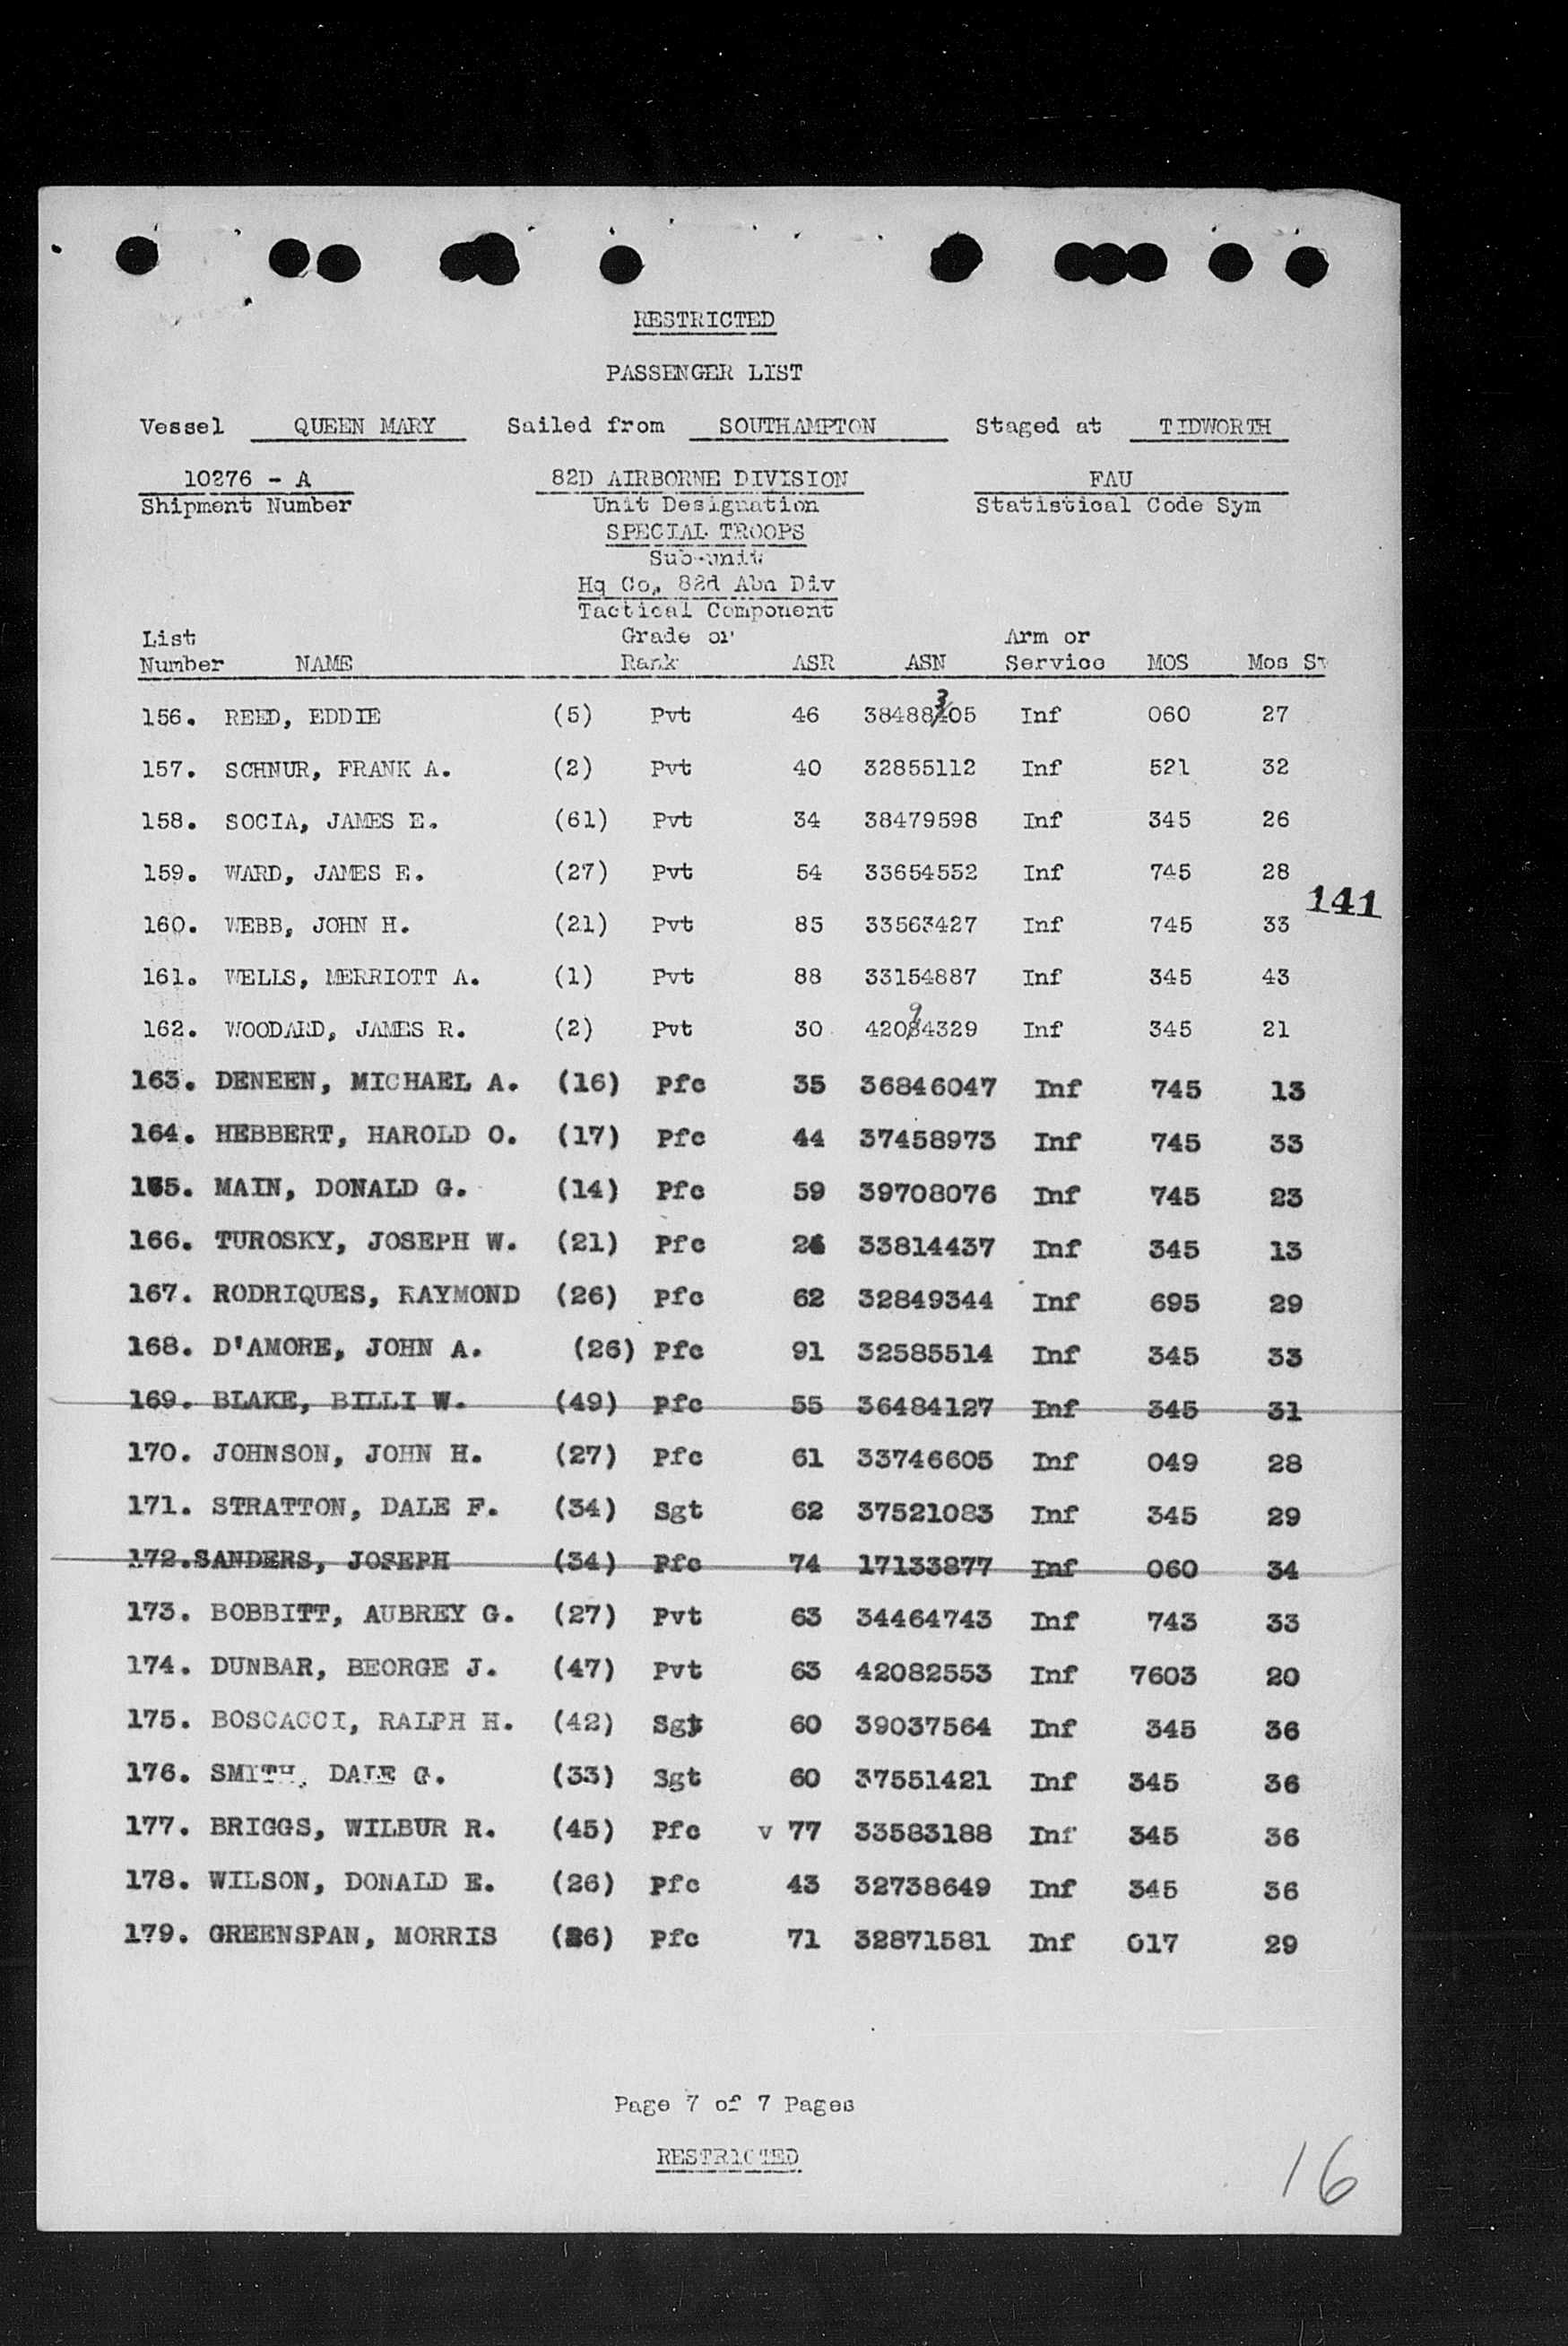 RESTRICTED
PASSENGER LIST
Vessel QUEEN MARY Sailed from SOUTHAMPTON Staged at TIDWORTH
10276 - A 82D AIRBORNE DIVISION FAU
Shipment Number Unit Designation Statistical Code Sym
SPECIAL TROOPS
Sub-unit
Hq Co., 82d Abn Div
Tactical Component
List Grade or Arm or
Number NAME Rank ASR ASN Service MOS Mos St
156. REED, EDDIE (5) Pvt 46 38488305 Inf 060 27
157. SCHNUR, FRANK A. (2) Pvt 40 32855112 Inf 521 32
158. SOCIA, JAMES E. (61) Pvt 34 38479598 Inf 345 26
159. WARD, JAMES E. (27) Pvt 54 33654552 Inf 745 28
141
160. WEBB, JOHN H. (21) Pvt 85 33563427 Inf 745 33
161. WELLS, MERRIOTT A. (1) Pvt 88 33154887 Inf 345 43
162. WOODARD, JAMES R. (2) Pvt 30 42094329 Inf 345 21
163. DENEEN, MICHAEL A. (16) Pfc 35 36846047 Inf 745 13
164. HEBBERT, HAROLD O. (17) Pfc 44 37458973 Inf 745 33
165. MAIN, DONALD G. (14) Pfc 59 39708076 Inf 745 23
166. TUROSKY, JOSEPH W. (21) Pfc 33814437 Inf 345 13
167. RODRIQUES, RAYMOND (26) Pfc 62 32849344 Inf 695 29
168. D'AMORE, JOHN A. (26) Pfc 91 32585514 Inf 345 33
169. BLAKE, BILLI W. (49) Pfc 55 36484127 Inf 345 31
170. JOHNSON, JOHN H. (27) Pfc 61 33746605 Inf 049 28
171. STRATTON, DALE F. (34) Sgt 62 37521083 Inf 345 29
172.SANDERS, JOSEPH (34) Pfc 74 17133877 Inf 060 34
173. BOBBITT, AUBREY G. (27) Pvt 63 34464743 Inf 743 33
174. DUNBAR, BEORGE J. (47) Pvt 63 42082553 Inf 7603 20
175. BOSCACCI, RALPH H. (42) Sgt 60 39037564 Inf 345 36
176. SMITH, DALE G. (33) Sgt 60 37551421 Inf 345 36
177. BRIGGS, WILBUR R. (45) Pfc v 77 33583188 Inf 345 36
178. WILSON, DONALD E. (26) Pfc 43 32738649 Inf 345 36
179. GREENSPAN, MORRIS (26) Pfc 71 32871581 Inf 017 29
Page 7 of 7 Pages
RESTRICTED
16